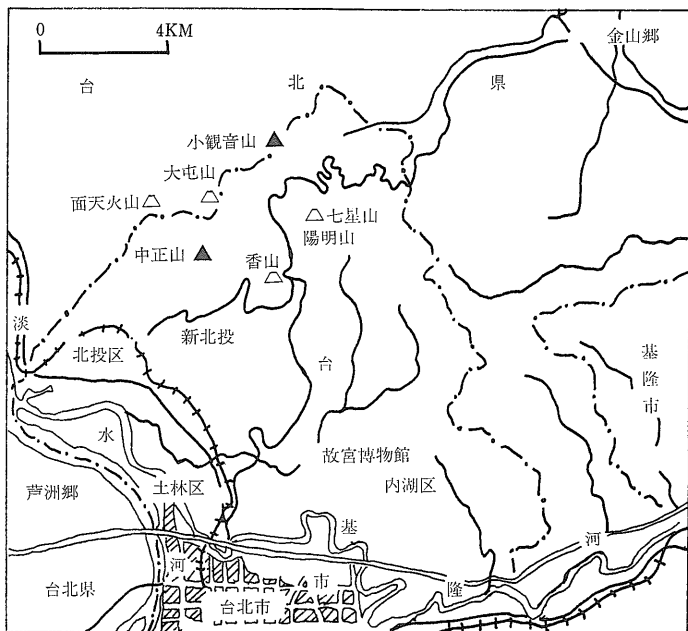 0 4KM
金山郷
台北県
小観音山
大屯山
面天火山
七星山
陽明山
中正山
香山
淡水河
新北投
北投区
台北市
基隆市
故宮博物館
内湖区
土林区
芦洲郷
基隆河
台北県
台北市